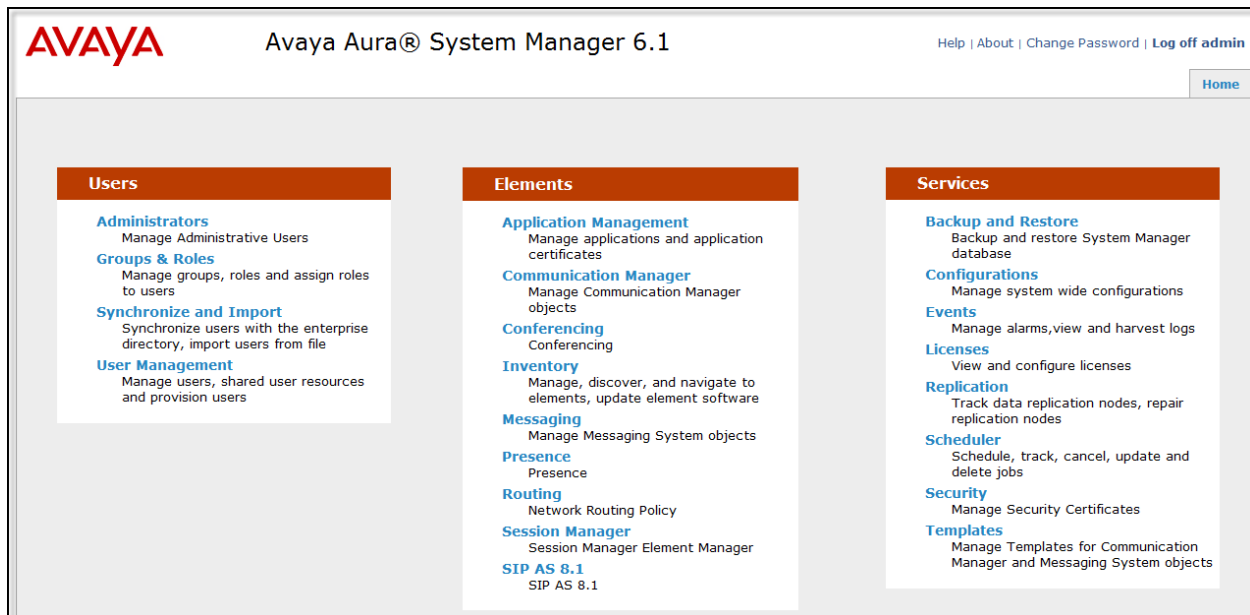 AVAYA
Avaya Aura® System Manager 6.1
Help | About | Change Password | Log off admin
Home
Users
Administrators
Manage Administrative Users
Groups & Roles
Manage groups, roles and assign roles
to users
Synchronize and Import
Synchronize users with the enterprise
directory, import users from file
User Management
Manage users, shared user resources
and provision users
Elements
Application Management
Manage applications and application
certificates
Communication Manager
Manage Communication Manager
objects
Conferencing
Conferencing
Inventory
Manage, discover, and navigate to
elements, update element software
Messaging
Manage Messaging System objects
Presence
Presence
Routing
Network Routing Policy
Session Manager
Session Manager Element Manager
SIP AS 8.1
SIP AS 8.1
Services
Backup and Restore
Backup and restore System Manager
database
Configurations
Manage system wide configurations
Events
Manage alarms,view and harvest logs
Licenses
View and configure licenses
Replication
Track data replication nodes, repair
replication nodes
Scheduler
Schedule, track, cancel, update and
delete jobs
Security
Manage Security Certificates
Templates
Manage Templates for Communication
Manager and Messaging System objects